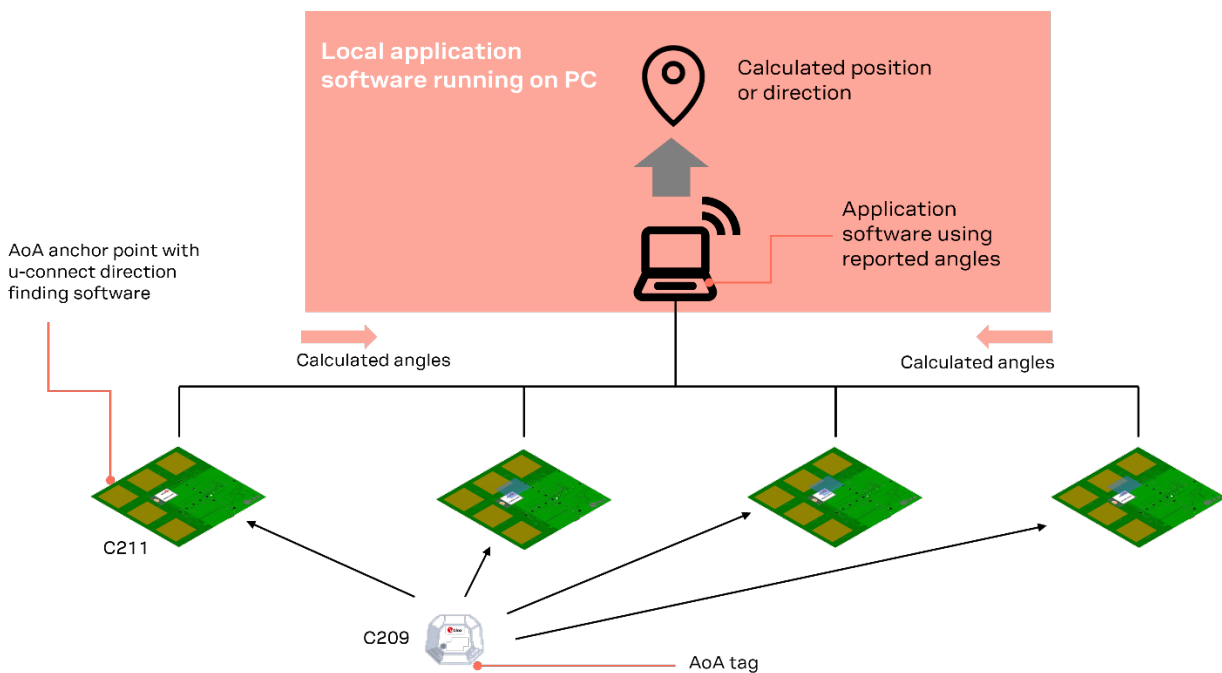 Local application
software running on PC
Calculated position
or direction
Application
software using
reported angles
AoA anchor point with
u-connect direction
finding software
Calculated angles
Calculated angles
C211
C209
AoA tag